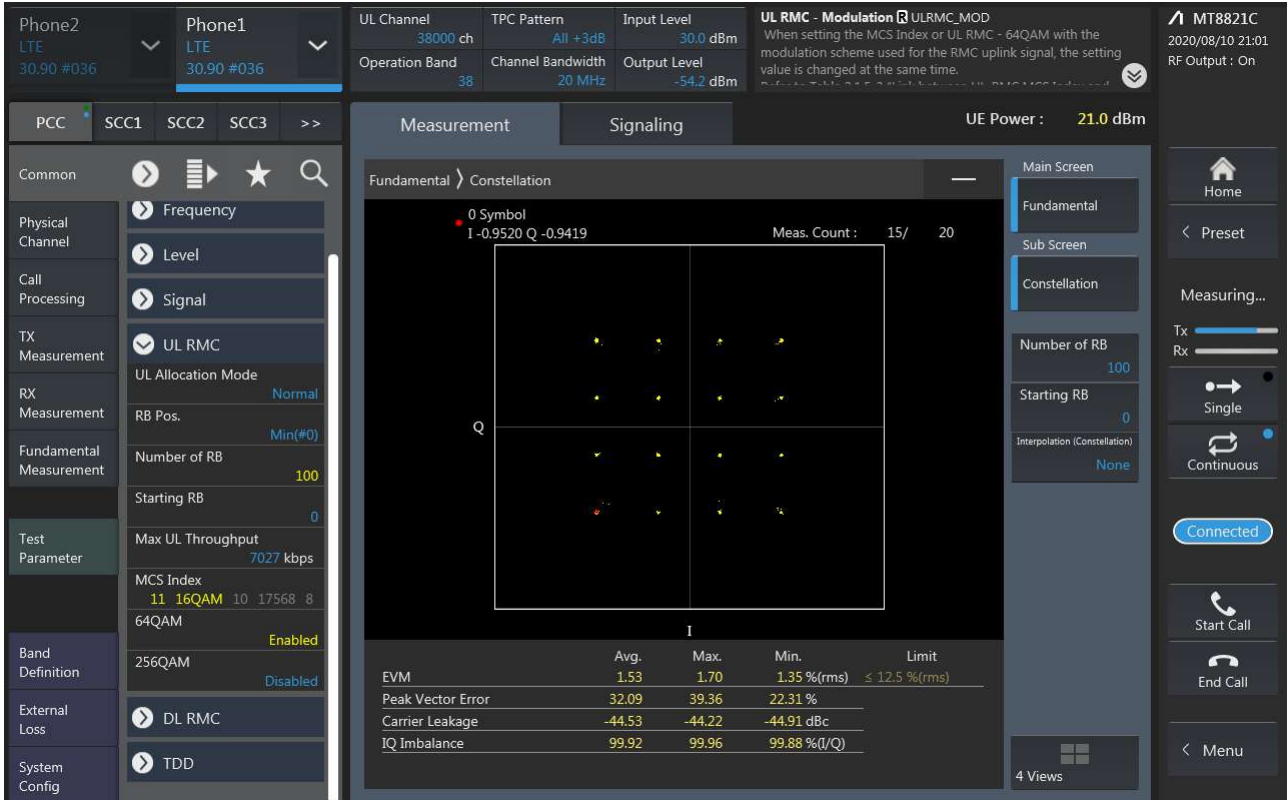 Phone2
LTE
30.90 #036
Phone1
LTE
30.90 #036
UL Channel
38000 ch
TPC Pattern
All +3dB
Input Level
30.0 dBm
Operation Band
38
Channel Bandwidth
20 MHz
Output Level
-54.2 dBm
UL RMC - Modulation R ULRMC_MOD
When setting the MCS Index or UL RMC - 64QAM with the
modulation scheme used for the RMC uplink signal, the setting
value is changed at the same time.
MT8821C
2020/08/10 21:01
RF Output : On
PCC SCC1 SCC2 SCC3 >>
Measurement
Signaling
UE Power : 21.0 dBm
Common
Physical
Channel
Call
Processing
TX
Measurement
RX
Measurement
Fundamental
Measurement
Test
Parameter
Band
Definition
External
Loss
System
Config
Frequency
Level
Signal
UL RMC
UL Allocation Mode
Normal
RB Pos.
Min(#0)
Number of RB
100
Starting RB
0
Max UL Throughput
7027 kbps
MCS Index
11 16QAM 10 17568 8
64QAM
Enabled
256QAM
Disabled
DL RMC
TDD
Fundamental 〉 Constellation
0 Symbol
I -0.9520 Q -0.9419
Meas. Count : 15/ 20
Q
I
Avg. Max. Min. Limit
EVM 1.53 1.70 1.35 %(rms) ≤ 12.5 %(rms)
Peak Vector Error 32.09 39.36 22.31 %
Carrier Leakage -44.53 -44.22 -44.91 dBc
IQ Imbalance 99.92 99.96 99.88 %(I/Q)
Main Screen
Fundamental
Sub Screen
Constellation
Number of RB
100
Starting RB
0
Interpolation (Constellation)
None
4 Views
Home
< Preset
Measuring...
Tx
Rx
Single
Continuous
Connected
Start Call
End Call
< Menu